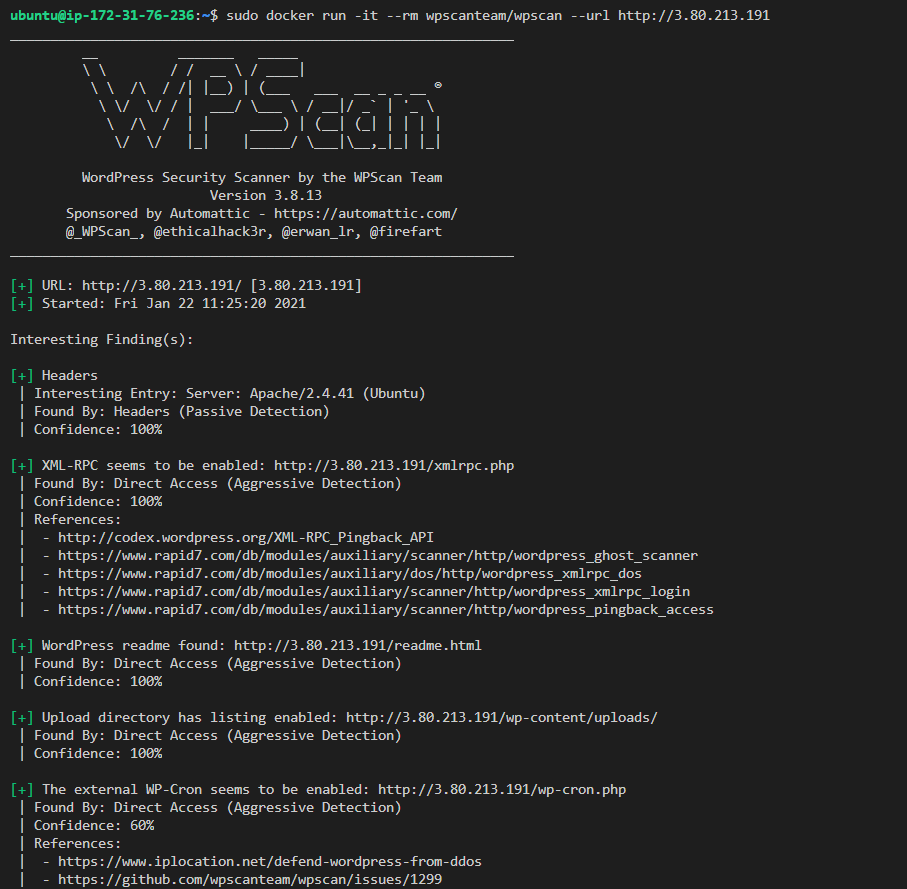 ubuntu@ip-172-31-76-236:~$ sudo docker run -it --rm wpscanteam/wpscan --url http://3.80.213.191
_______________________________________________________________
WPScan ®
WordPress Security Scanner by the WPScan Team
Version 3.8.13
Sponsored by Automattic - https://automattic.com/
@_WPScan_, @ethicalhack3r, @erwan_lr, @firefart
_______________________________________________________________
[+] URL: http://3.80.213.191/ [3.80.213.191]
[+] Started: Fri Jan 22 11:25:20 2021
Interesting Finding(s):
[+] Headers
| Interesting Entry: Server: Apache/2.4.41 (Ubuntu)
| Found By: Headers (Passive Detection)
| Confidence: 100%
[+] XML-RPC seems to be enabled: http://3.80.213.191/xmlrpc.php
| Found By: Direct Access (Aggressive Detection)
| Confidence: 100%
| References:
|  - http://codex.wordpress.org/XML-RPC_Pingback_API
|  - https://www.rapid7.com/db/modules/auxiliary/scanner/http/wordpress_ghost_scanner
|  - https://www.rapid7.com/db/modules/auxiliary/dos/http/wordpress_xmlrpc_dos
|  - https://www.rapid7.com/db/modules/auxiliary/scanner/http/wordpress_xmlrpc_login
|  - https://www.rapid7.com/db/modules/auxiliary/scanner/http/wordpress_pingback_access
[+] WordPress readme found: http://3.80.213.191/readme.html
| Found By: Direct Access (Aggressive Detection)
| Confidence: 100%
[+] Upload directory has listing enabled: http://3.80.213.191/wp-content/uploads/
| Found By: Direct Access (Aggressive Detection)
| Confidence: 100%
[+] The external WP-Cron seems to be enabled: http://3.80.213.191/wp-cron.php
| Found By: Direct Access (Aggressive Detection)
| Confidence: 60%
| References:
|  - https://www.iplocation.net/defend-wordpress-from-ddos
|  - https://github.com/wpscanteam/wpscan/issues/1299